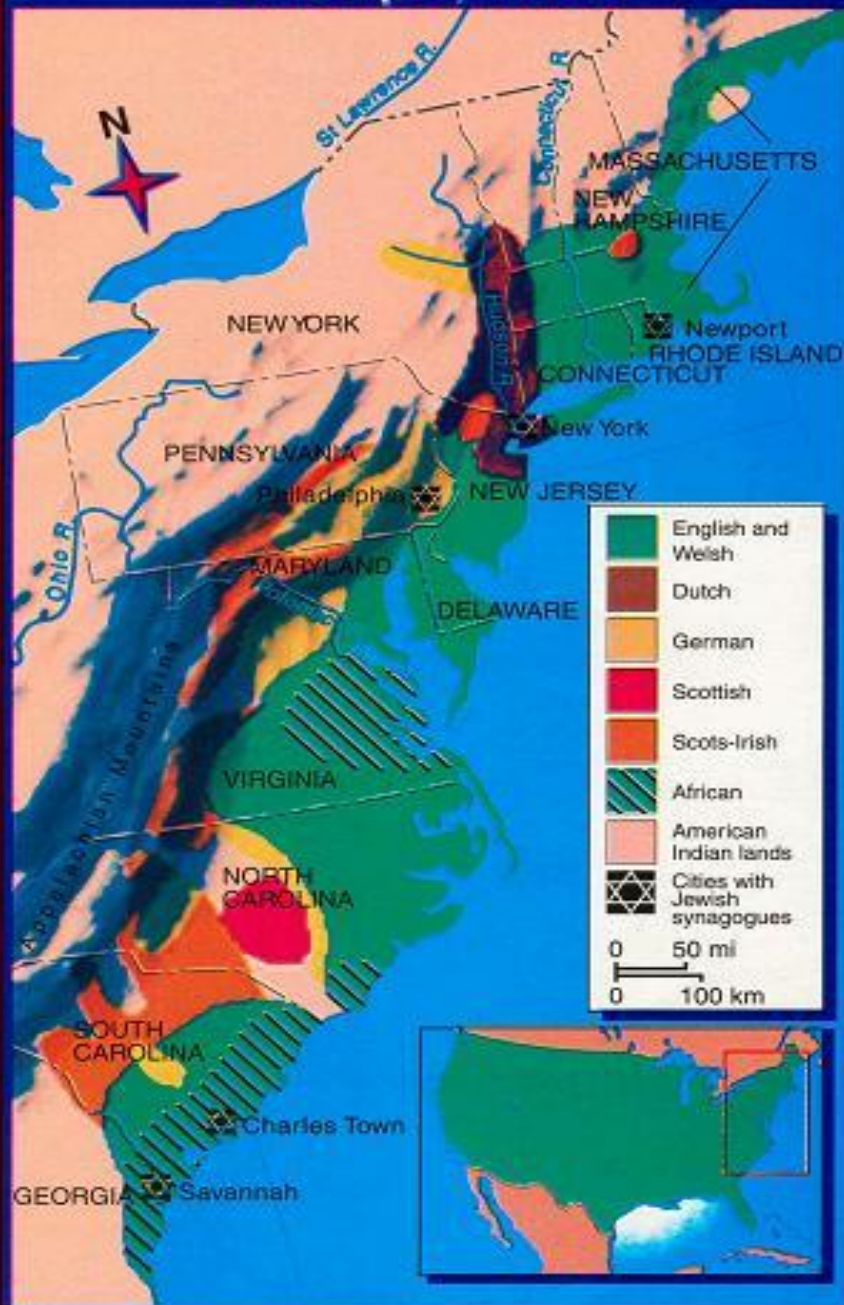 N
St Lawrence R.
Connecticut R.
MASSACHUSETTS
NEW
HAMPSHIRE
NEW YORK
Hudson R.
Newport
RHODE ISLAND
CONNECTICUT
New York
PENNSYLVANIA
Philadelphia
NEW JERSEY
Ohio R.
MARYLAND
DELAWARE
Appalachian Mountains
VIRGINIA
NORTH
CAROLINA
SOUTH
CAROLINA
Charles Town
GEORGIA
Savannah
English and
Welsh
Dutch
German
Scottish
Scots-Irish
African
American
Indian lands
Cities with
Jewish
synagogues
0 50 mi
0 100 km